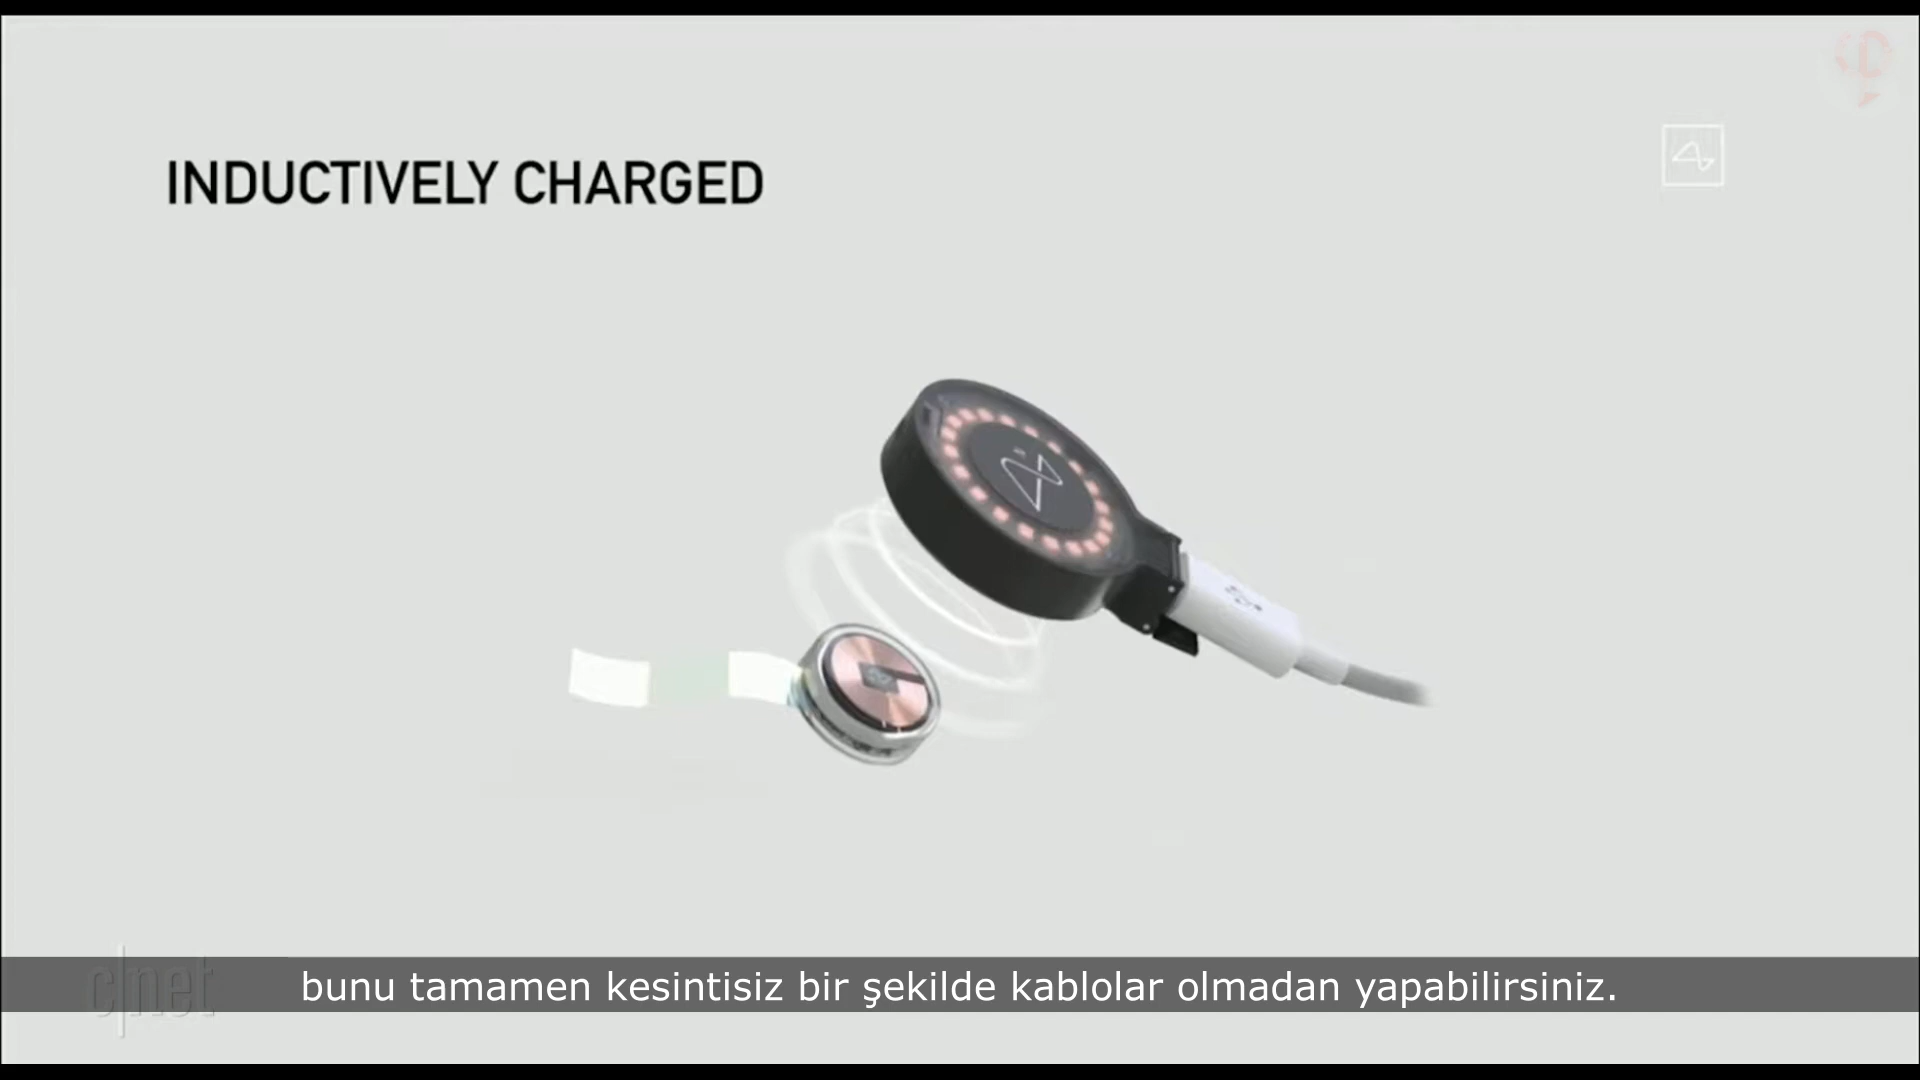 INDUCTIVELY CHARGED
c|net
bunu tamamen kesintisiz bir şekilde kablolar olmadan yapabilirsiniz.